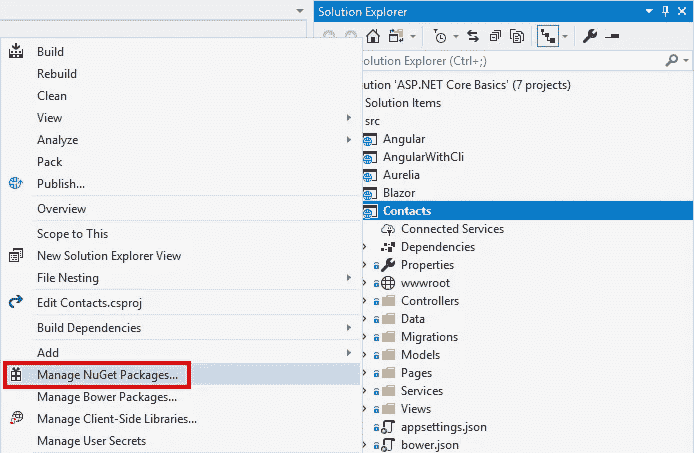 Build
Rebuild
Clean
View
Analyze
Pack
Publish...
Overview
Scope to This
New Solution Explorer View
File Nesting
Edit Contacts.csproj
Build Dependencies
Add
Manage NuGet Packages...
Manage Bower Packages...
Manage Client-Side Libraries...
Manage User Secrets
Solution Explorer
olution Explorer (Ctrl+;)
ution 'ASP.NET Core Basics' (7 projects)
Solution Items
src
Angular
AngularWithCli
Aurelia
Blazor
Contacts
Connected Services
Dependencies
Properties
wwwroot
Controllers
Data
Migrations
Models
Pages
Services
Views
appsettings.json
bower.json